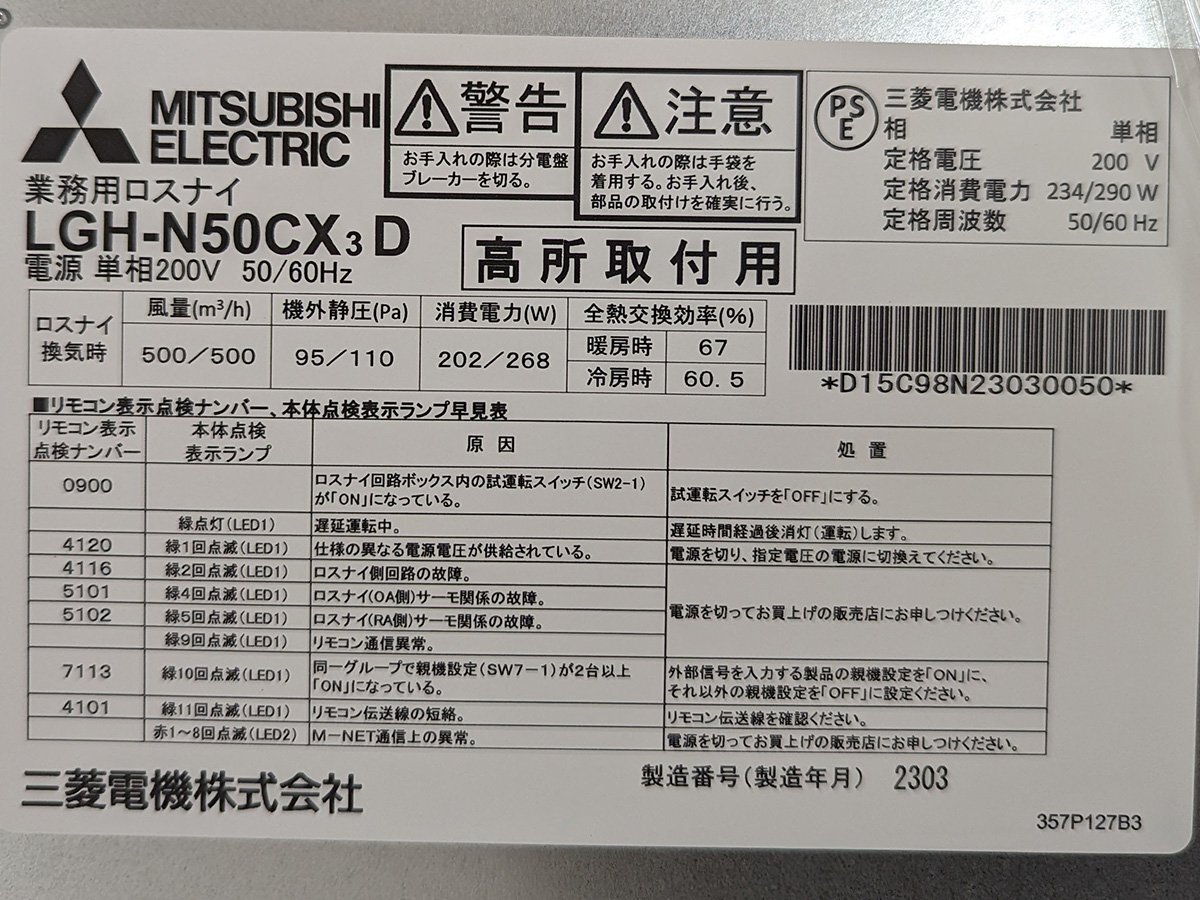 MITSUBISHI
ELECTRIC
警告
お手入れの際は分電盤
ブレーカーを切る。
注意
お手入れの際は手袋を
着用する。お手入れ後、
部品の取付けを確実に行う。
PSE
三菱電機株式会社
相 単相
定格電圧 200 V
定格消費電力 234/290 W
定格周波数 50/60 Hz
業務用ロスナイ
LGH-N50CX3D
電源 単相200V 50/60Hz
高所取付用
ロスナイ
換気時
風量(m³/h) 機外静圧(Pa) 消費電力(W) 全熱交換効率(%)
500/500 95/110 202/268
暖房時 67
冷房時 60.5
*D15C98N23030050*
■リモコン表示点検ナンバー、本体点検表示ランプ早見表
リモコン表示
点検ナンバー
本体点検
表示ランプ
原因
処置
0900
ロスナイ回路ボックス内の試運転スイッチ(SW2-1)
が「ON」になっている。
試運転スイッチを「OFF」にする。
緑点灯(LED1) 遅延運転中。 遅延時間経過後消灯(運転)します。
4120 緑1回点滅(LED1) 仕様の異なる電源電圧が供給されている。 電源を切り、指定電圧の電源に切換えてください。
4116 緑2回点滅(LED1) ロスナイ側回路の故障。
5101 緑4回点滅(LED1) ロスナイ(OA側)サーモ関係の故障。
5102 緑5回点滅(LED1) ロスナイ(RA側)サーモ関係の故障。
電源を切ってお買上げの販売店にお申しつけください。
緑9回点滅(LED1) リモコン通信異常。
7113 緑10回点滅(LED1)
同一グループで親機設定(SW7-1)が2台以上
「ON」になっている。
外部信号を入力する製品の親機設定を「ON」に、
それ以外の親機設定を「OFF」に設定ください。
4101 緑11回点滅(LED1) リモコン伝送線の短絡。 リモコン伝送線を確認ください。
赤1~8回点滅(LED2) M-NET通信上の異常。 電源を切ってお買上げの販売店にお申しつけください。
三菱電機株式会社
製造番号(製造年月) 2303
357P127B3